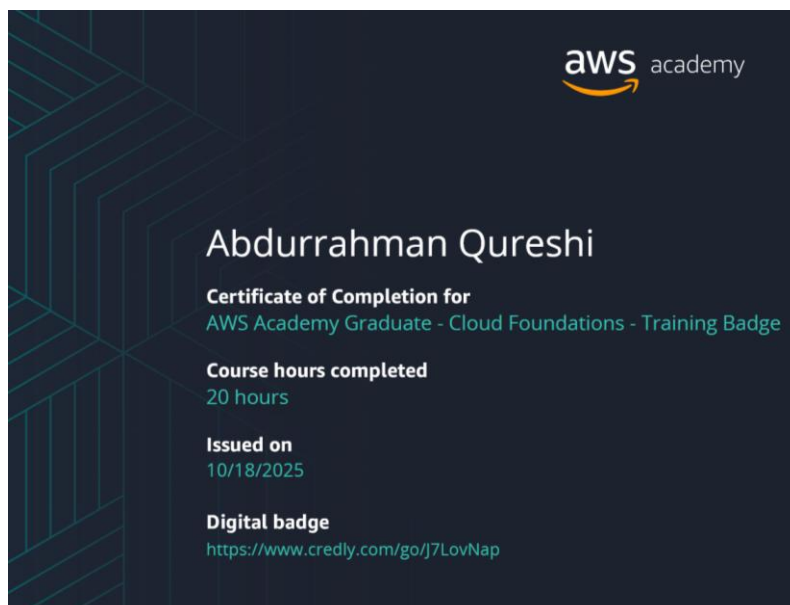 aws academy
Abdurrahman Qureshi
Certificate of Completion for
AWS Academy Graduate - Cloud Foundations - Training Badge
Course hours completed
20 hours
Issued on
10/18/2025
Digital badge
https://www.credly.com/go/J7LovNap